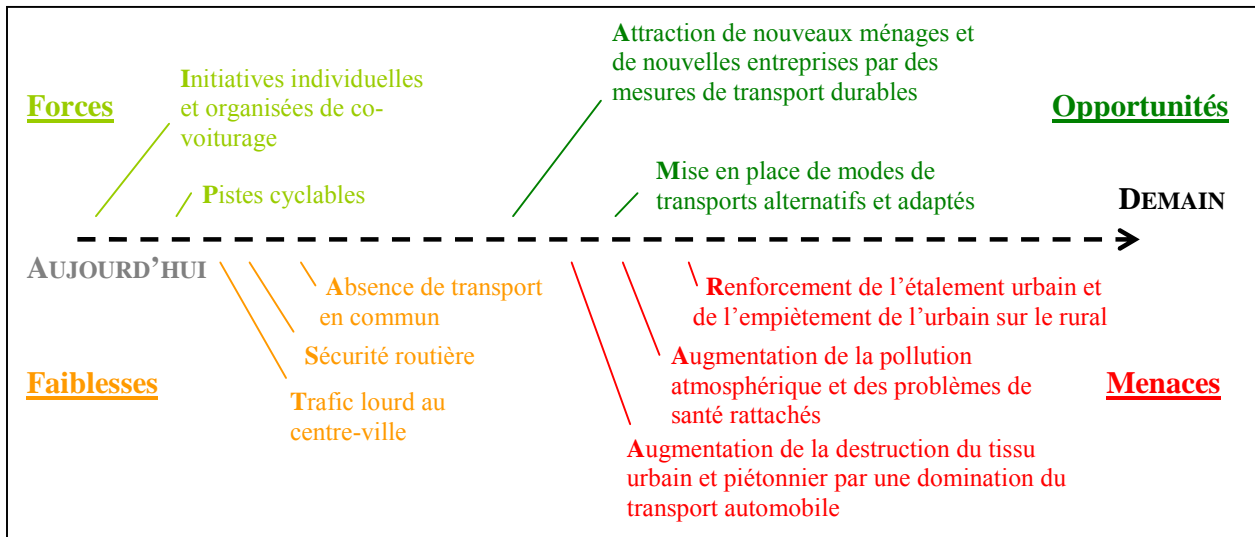 Forces
Initiatives individuelles
et organisées de co-
voiturage
Pistes cyclables
Attraction de nouveaux ménages et
de nouvelles entreprises par des
mesures de transport durables
Opportunités
Mise en place de modes de
transports alternatifs et adaptés
DEMAIN
AUJOURD’HUI
Faiblesses
Absence de transport
en commun
Sécurité routière
Trafic lourd au
centre-ville
Renforcement de l’étalement urbain et
de l’empiètement de l’urbain sur le rural
Augmentation de la pollution
atmosphérique et des problèmes de
santé rattachés
Menaces
Augmentation de la destruction du tissu
urbain et piétonnier par une domination du
transport automobile